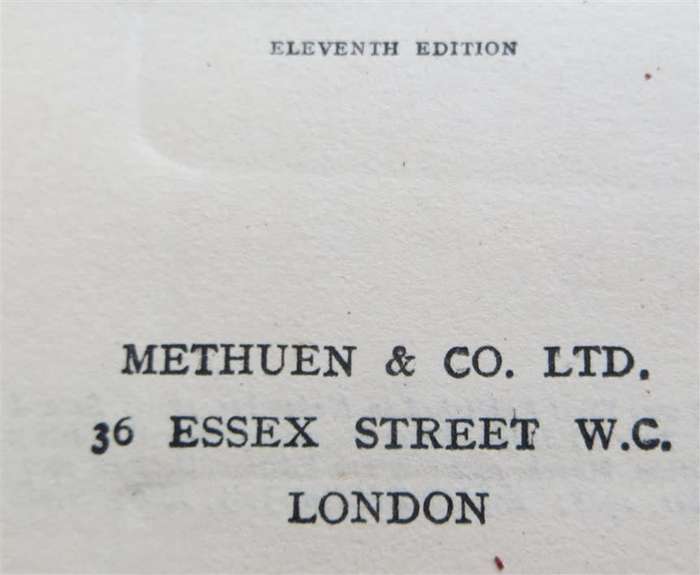 ELEVENTH EDITION
METHUEN & CO. LTD.
36 ESSEX STREET W.C.
LONDON